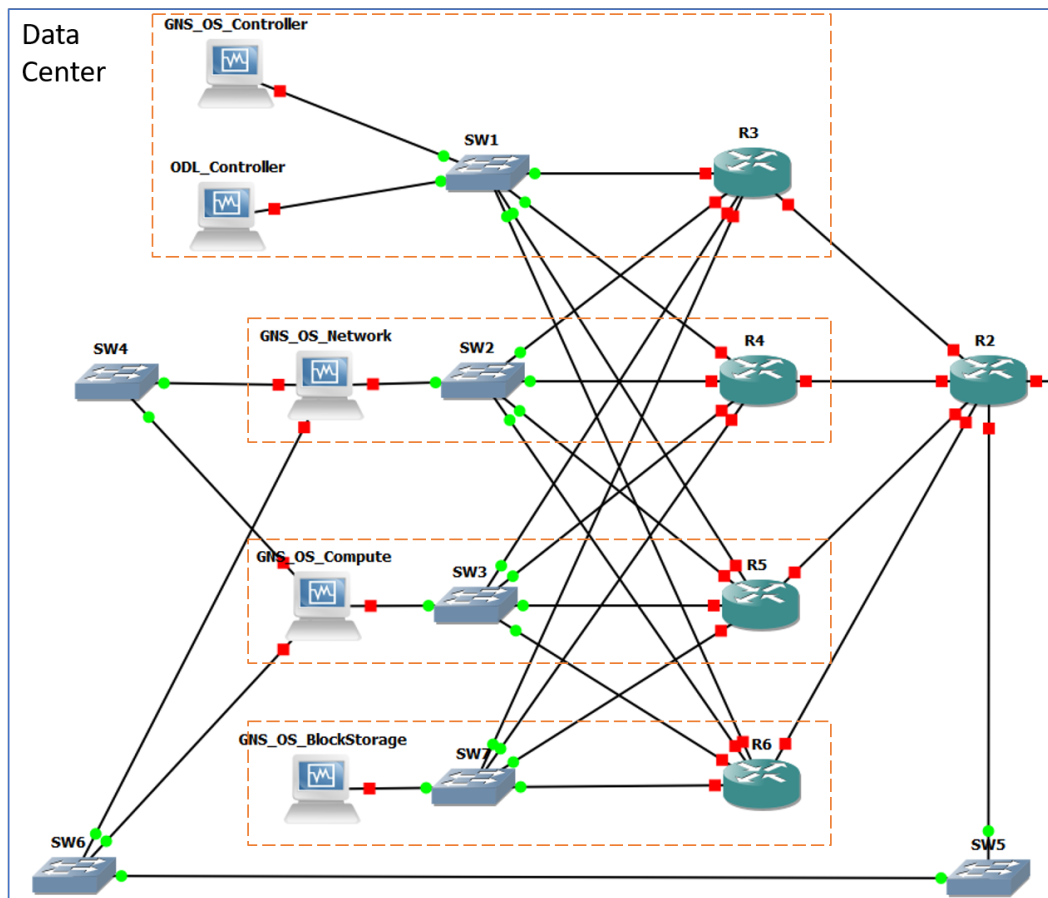 Data
Center
GNS_OS_Controller
SW1
R3
ODL_Controller
GNS_OS_Network
SW4
SW2
R4
R2
GNS_OS_Compute
SW3
R5
GNS_OS_BlockStorage
SW7
R6
SW6
SW5